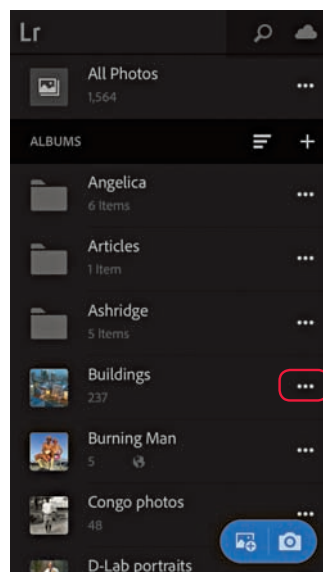 Lr
All Photos
1,564
ALBUMS
Angelica
6 Items
Articles
1 Item
Ashridge
5 Items
Buildings
237
Burning Man
5
Congo photos
48
D-Lab portraits